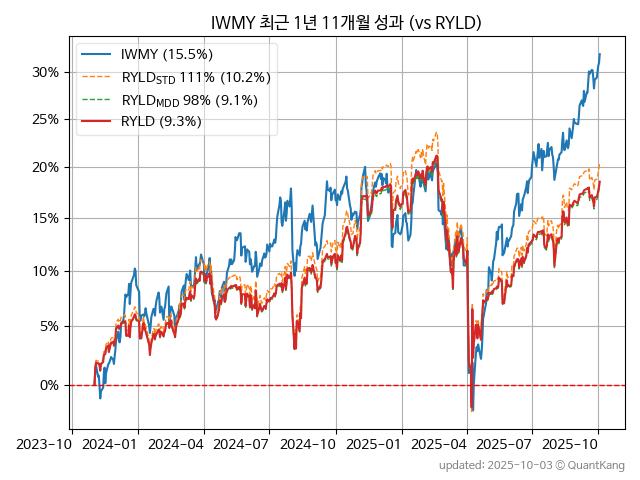 IWMY 최근 1년 11개월 성과 (vs RYLD)
IWMY (15.5%)
RYLD_STD 111% (10.2%)
RYLD_MDD 98% (9.1%)
RYLD (9.3%)
30%
25%
20%
15%
10%
5%
0%
2023-10 2024-01 2024-04 2024-07 2024-10 2025-01 2025-04 2025-07 2025-10
updated: 2025-10-03 © QuantKang